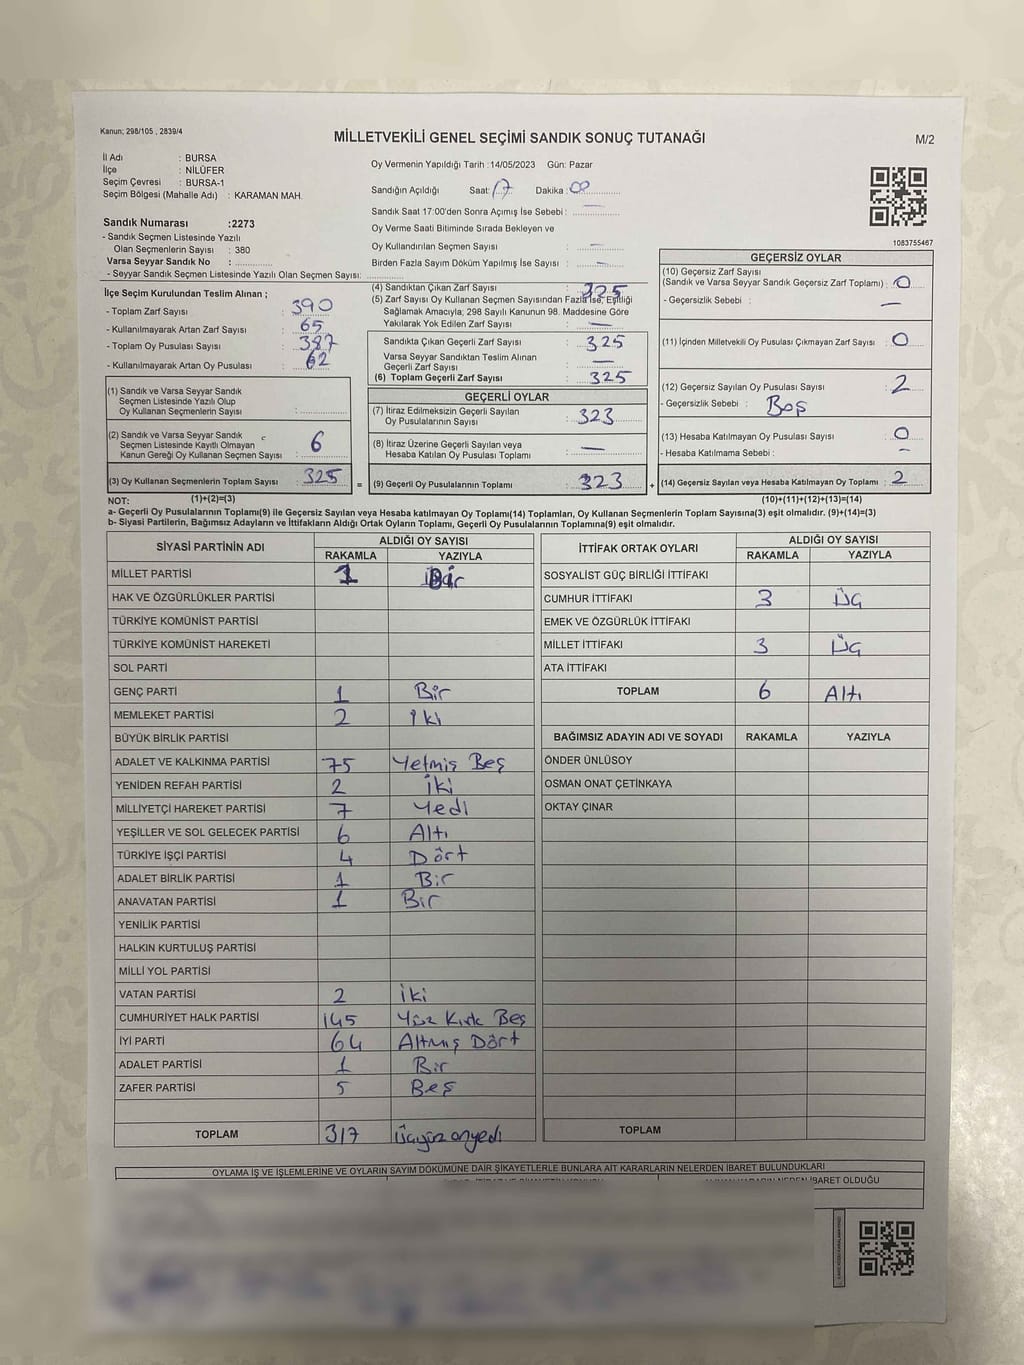 Kanun; 298/105 , 2839/4
MİLLETVEKİLİ GENEL SEÇİMİ SANDIK SONUÇ TUTANAĞI
M/2
İl Adı : BURSA
İlçe : NİLÜFER
Seçim Çevresi : BURSA-1
Seçim Bölgesi (Mahalle Adı) : KARAMAN MAH.
Oy Vermenin Yapıldığı Tarih :14/05/2023 Gün: Pazar
Sandığın Açıldığı Saat: 17 Dakika: 00
Sandık Saat 17:00'den Sonra Açımış İse Sebebi : —
Oy Verme Saati Bitiminde Sırada Bekleyen ve
Oy Kullandırılan Seçmen Sayısı : —
Birden Fazla Sayım Döküm Yapılmış İse Sayısı : —
1083755467
Sandık Numarası :2273
- Sandık Seçmen Listesinde Yazılı
Olan Seçmenlerin Sayısı : 380
Varsa Seyyar Sandık No :
- Seyyar Sandık Seçmen Listesinde Yazılı Olan Seçmen Sayısı:
İlçe Seçim Kurulundan Teslim Alınan ;
- Toplam Zarf Sayısı : 390
- Kullanılmayarak Artan Zarf Sayısı : 65
- Toplam Oy Pusulası Sayısı : 387
- Kullanılmayarak Artan Oy Pusulası : 62
(1) Sandık ve Varsa Seyyar Sandık
Seçmen Listesinde Yazılı Olup
Oy Kullanan Seçmenlerin Sayısı :
(2) Sandık ve Varsa Seyyar Sandık
Seçmen Listesinde Kayıtlı Olmayan
Kanun Gereği Oy Kullanan Seçmen Sayısı : 6
(3) Oy Kullanan Seçmenlerin Toplam Sayısı : 325
(4) Sandıktan Çıkan Zarf Sayısı : 325
(5) Zarf Sayısı Oy Kullanan Seçmen Sayısından Fazla İse, Eşitliği
Sağlamak Amacıyla; 298 Sayılı Kanunun 98. Maddesine Göre
Yakılarak Yok Edilen Zarf Sayısı : —
Sandıkta Çıkan Geçerli Zarf Sayısı : 325
Varsa Seyyar Sandıktan Teslim Alınan
Geçerli Zarf Sayısı : —
(6) Toplam Geçerli Zarf Sayısı : 325
GEÇERLİ OYLAR
(7) İtiraz Edilmeksizin Geçerli Sayılan
Oy Pusulalarının Sayısı : 323
(8) İtiraz Üzerine Geçerli Sayılan veya
Hesaba Katılan Oy Pusulası Toplamı : —
= (9) Geçerli Oy Pusulalarının Toplamı : 323 +
GEÇERSİZ OYLAR
(10) Geçersiz Zarf Sayısı
(Sandık ve Varsa Seyyar Sandık Geçersiz Zarf Toplamı) : 0
- Geçersizlik Sebebi : —
(11) İçinden Milletvekili Oy Pusulası Çıkmayan Zarf Sayısı : 0
(12) Geçersiz Sayılan Oy Pusulası Sayısı : 2
- Geçersizlik Sebebi : Boş
(13) Hesaba Katılmayan Oy Pusulası Sayısı : 0
- Hesaba Katılmama Sebebi : —
(14) Geçersiz Sayılan veya Hesaba Katılmayan Oy Toplamı : 2
NOT: (1)+(2)=(3) (10)+(11)+(12)+(13)=(14)
a- Geçerli Oy Pusulaları Toplamı(9) ile Geçersiz Sayılan veya Hesaba Katılmayan Oy Toplamı(14) Toplamları, Oy Kullanan Seçmenlerin Toplam Sayısına(3) eşit olmalıdır. (9)+(14)=(3)
b- Siyasi Partilerin, Bağımsız Adayların ve İttifakların Aldığı Ortak Oyların Toplamı, Geçerli Oy Pusulalarının Toplamına(9) eşit olmalıdır.
SİYASİ PARTİNİN ADI ALDIĞI OY SAYISI
RAKAMLA YAZIYLA
MİLLET PARTİSİ 1 Bir
HAK VE ÖZGÜRLÜKLER PARTİSİ
TÜRKİYE KOMÜNİST PARTİSİ
TÜRKİYE KOMÜNİST HAREKETİ
SOL PARTİ
GENÇ PARTİ 1 Bir
MEMLEKET PARTİSİ 2 İki
BÜYÜK BİRLİK PARTİSİ
ADALET VE KALKINMA PARTİSİ 75 Yetmiş Beş
YENİDEN REFAH PARTİSİ 2 İki
MİLLİYETÇİ HAREKET PARTİSİ 7 Yedi
YEŞİLLER VE SOL GELECEK PARTİSİ 6 Altı
TÜRKİYE İŞÇİ PARTİSİ 4 Dört
ADALET BİRLİK PARTİSİ 1 Bir
ANAVATAN PARTİSİ 1 Bir
YENİLİK PARTİSİ
HALKIN KURTULUŞ PARTİSİ
MİLLİ YOL PARTİSİ
VATAN PARTİSİ 2 İki
CUMHURİYET HALK PARTİSİ 145 Yüz Kırk Beş
İYİ PARTİ 64 Altmış Dört
ADALET PARTİSİ 1 Bir
ZAFER PARTİSİ 5 Beş
TOPLAM 317 Üçyüz onyedi
İTTİFAK ORTAK OYLARI ALDIĞI OY SAYISI
RAKAMLA YAZIYLA
SOSYALİST GÜÇ BİRLİĞİ İTTİFAKI
CUMHUR İTTİFAKI 3 Üç
EMEK VE ÖZGÜRLÜK İTTİFAKI
MİLLET İTTİFAKI 3 Üç
ATA İTTİFAKI
TOPLAM 6 Altı
BAĞIMSIZ ADAYIN ADI VE SOYADI RAKAMLA YAZIYLA
ÖNDER ÜNLÜSOY
OSMAN ONAT ÇETİNKAYA
OKTAY ÇINAR
TOPLAM
OYLAMA İŞ VE İŞLEMLERİNE VE OYLARIN SAYIM DÖKÜMÜNE DAİR ŞİKAYETLERLE BUNLARA AİT KARARLARIN NELERDEN İBARET BULUNDUKLARI
İBARET OLDUĞU